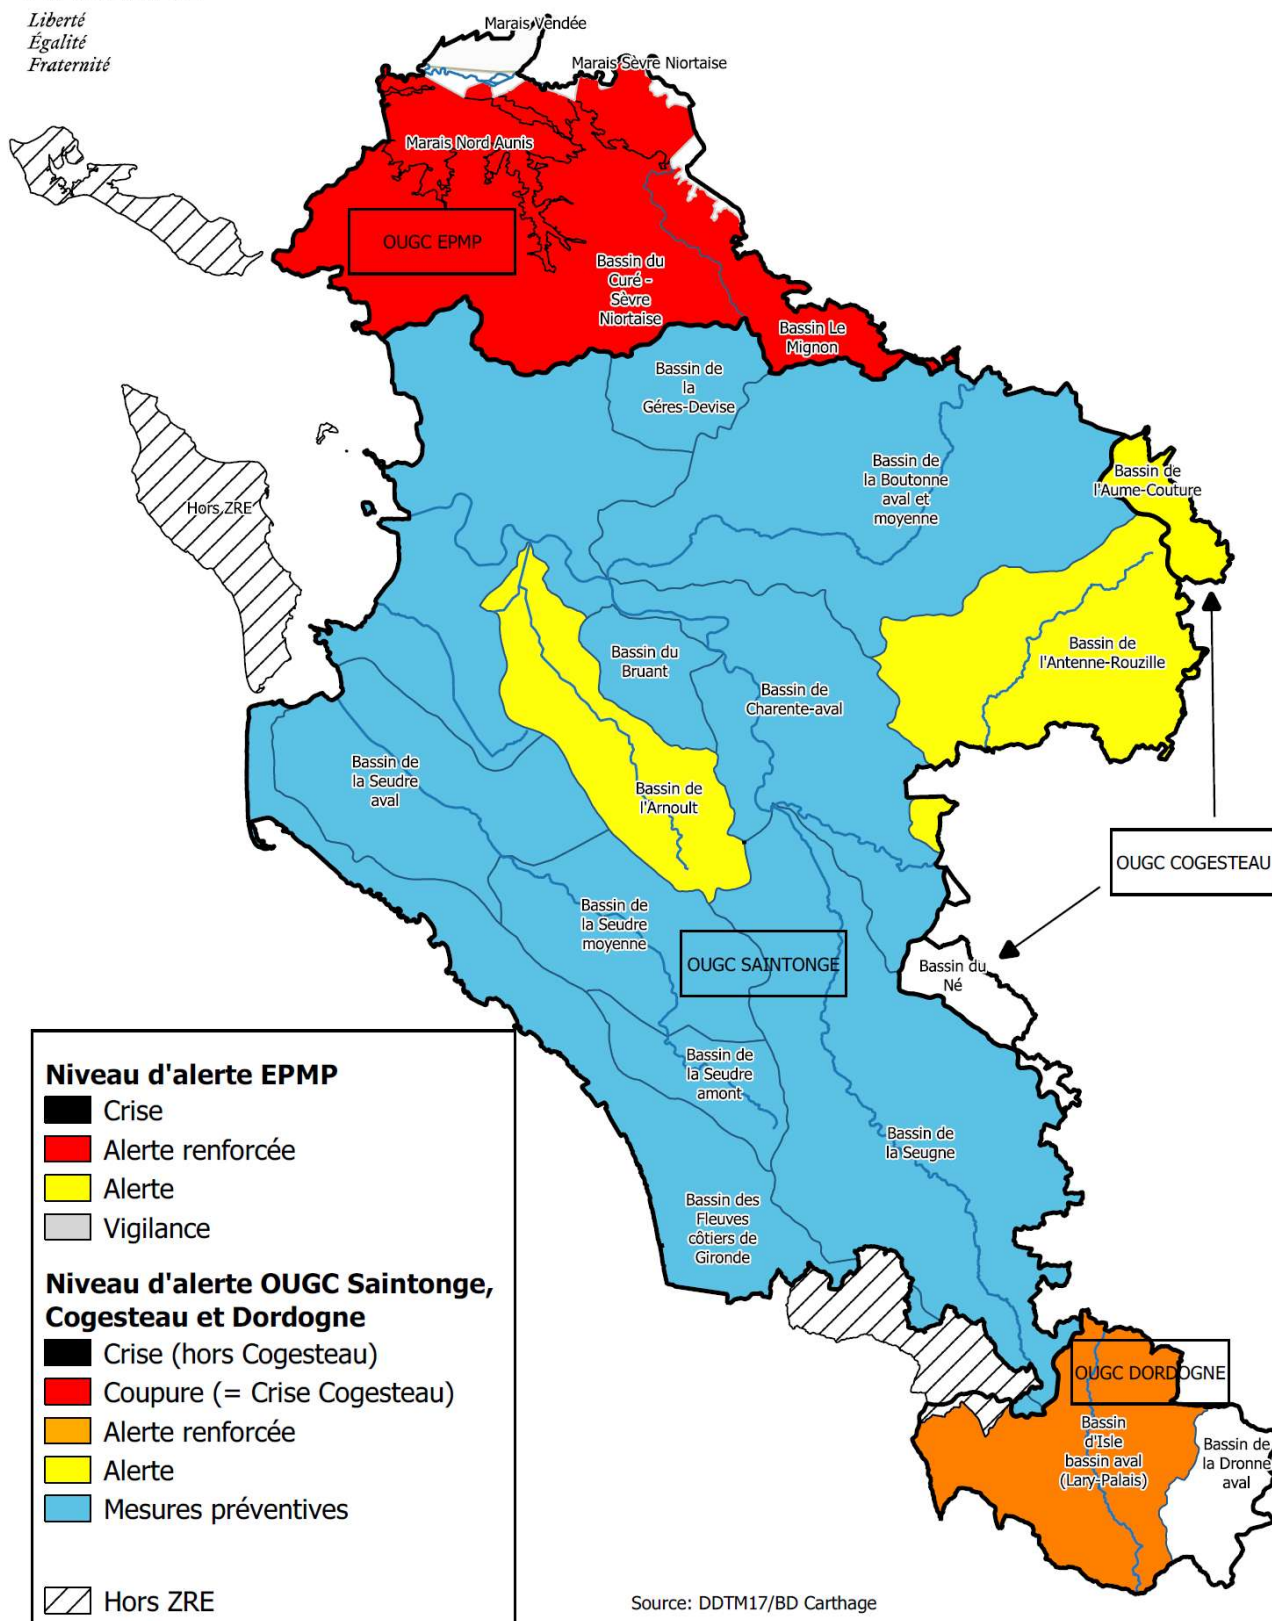 Liberté
Égalité
Fraternité
Marais Vendée
Marais Sèvre Niortaise
Marais Nord Aunis
OUGC EPMP
Bassin du
Curé -
Sèvre
Niortaise
Bassin Le
Mignon
Bassin de
la
Géres-Devise
Bassin de
la Boutonne
aval et
moyenne
Bassin de
l'Aume-Couture
Hors ZRE
Bassin du
Bruant
Bassin de
l'Antenne-Rouzille
Bassin de
Charente-aval
Bassin de
la Seudre
aval
Bassin de
l'Arnoult
OUGC COGESTEAU
Bassin de
la Seudre
moyenne
OUGC SAINTONGE
Bassin du
Né
Bassin de
la Seudre
amont
Bassin de
la Seugne
Bassin des
Fleuves
côtiers de
Gironde
OUGC DORDOGNE
Bassin
d'Isle
bassin aval
(Lary-Palais)
Bassin de
la Dronne
aval
Niveau d'alerte EPMP
Crise
Alerte renforcée
Alerte
Vigilance
Niveau d'alerte OUGC Saintonge,
Cogesteau et Dordogne
Crise (hors Cogesteau)
Coupure (= Crise Cogesteau)
Alerte renforcée
Alerte
Mesures préventives
Hors ZRE
Source: DDTM17/BD Carthage